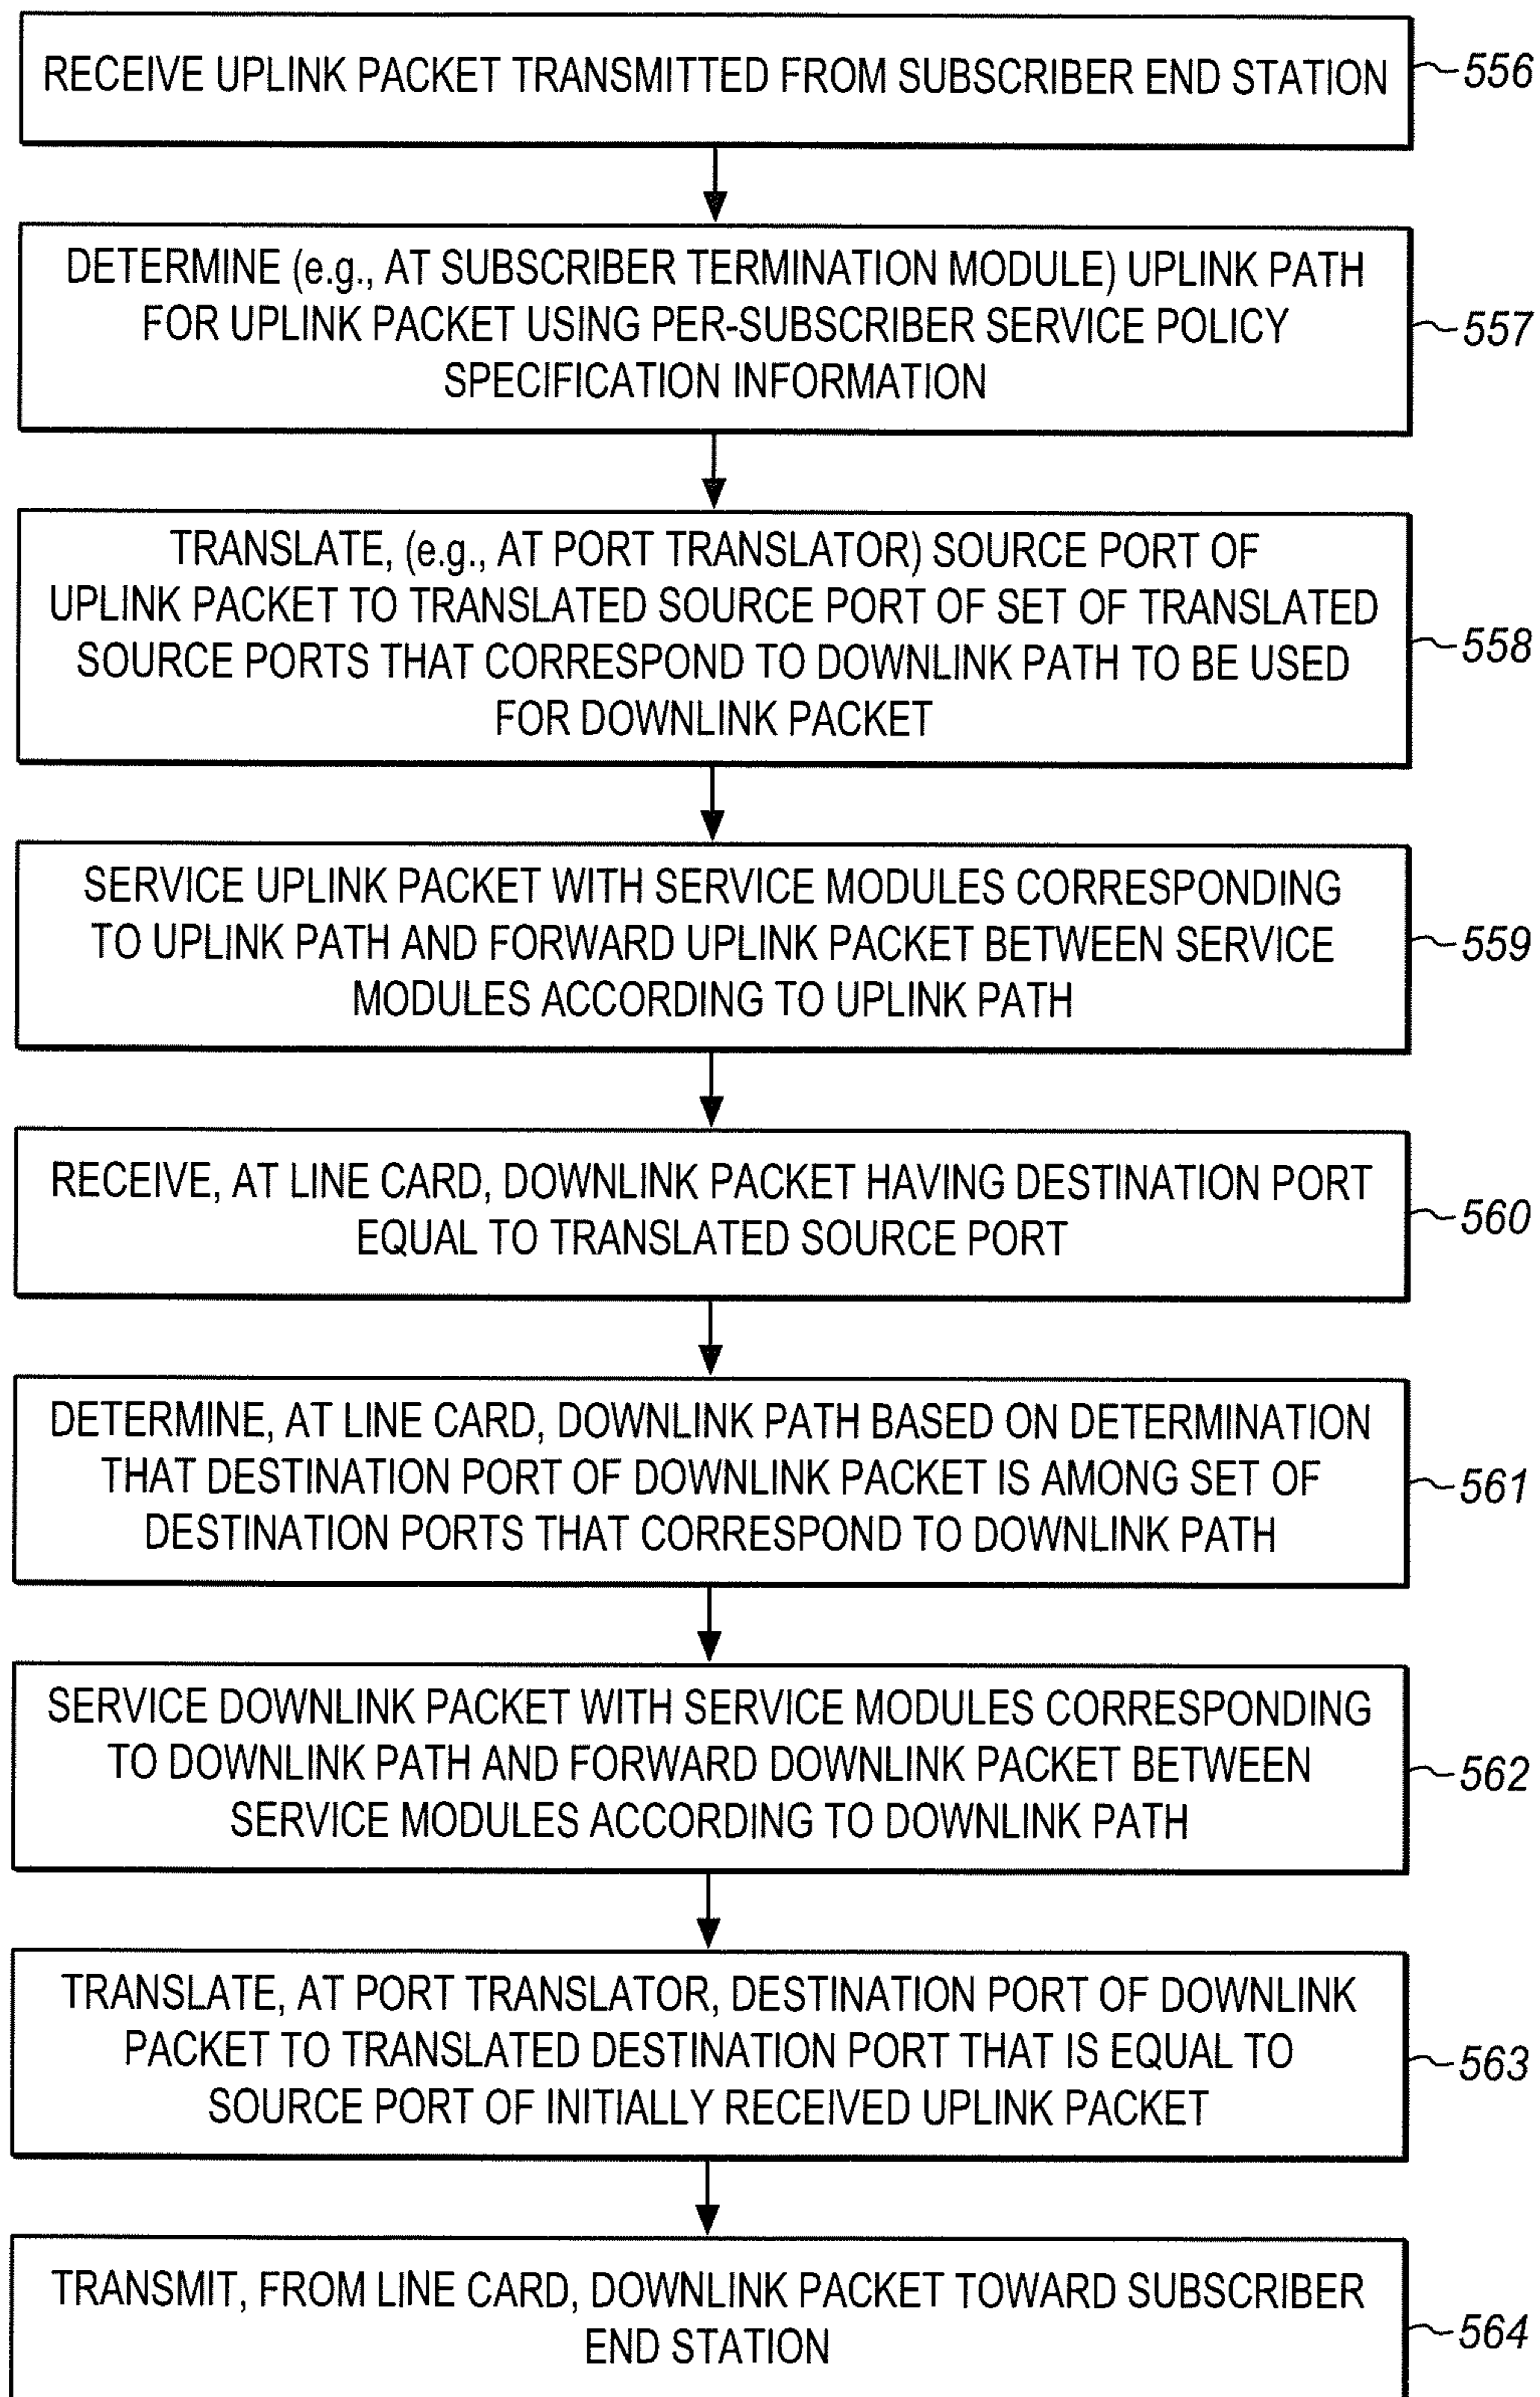 RECEIVE UPLINK PACKET TRANSMITTED FROM SUBSCRIBER END STATION
556
DETERMINE (e.g., AT SUBSCRIBER TERMINATION MODULE) UPLINK PATH
FOR UPLINK PACKET USING PER-SUBSCRIBER SERVICE POLICY
SPECIFICATION INFORMATION
557
TRANSLATE, (e.g., AT PORT TRANSLATOR) SOURCE PORT OF
UPLINK PACKET TO TRANSLATED SOURCE PORT OF SET OF TRANSLATED
SOURCE PORTS THAT CORRESPOND TO DOWNLINK PATH TO BE USED
FOR DOWNLINK PACKET
558
SERVICE UPLINK PACKET WITH SERVICE MODULES CORRESPONDING
TO UPLINK PATH AND FORWARD UPLINK PACKET BETWEEN SERVICE
MODULES ACCORDING TO UPLINK PATH
559
RECEIVE, AT LINE CARD, DOWNLINK PACKET HAVING DESTINATION PORT
EQUAL TO TRANSLATED SOURCE PORT
560
DETERMINE, AT LINE CARD, DOWNLINK PATH BASED ON DETERMINATION
THAT DESTINATION PORT OF DOWNLINK PACKET IS AMONG SET OF
DESTINATION PORTS THAT CORRESPOND TO DOWNLINK PATH
561
SERVICE DOWNLINK PACKET WITH SERVICE MODULES CORRESPONDING
TO DOWNLINK PATH AND FORWARD DOWNLINK PACKET BETWEEN
SERVICE MODULES ACCORDING TO DOWNLINK PATH
562
TRANSLATE, AT PORT TRANSLATOR, DESTINATION PORT OF DOWNLINK
PACKET TO TRANSLATED DESTINATION PORT THAT IS EQUAL TO
SOURCE PORT OF INITIALLY RECEIVED UPLINK PACKET
563
TRANSMIT, FROM LINE CARD, DOWNLINK PACKET TOWARD SUBSCRIBER
END STATION
564